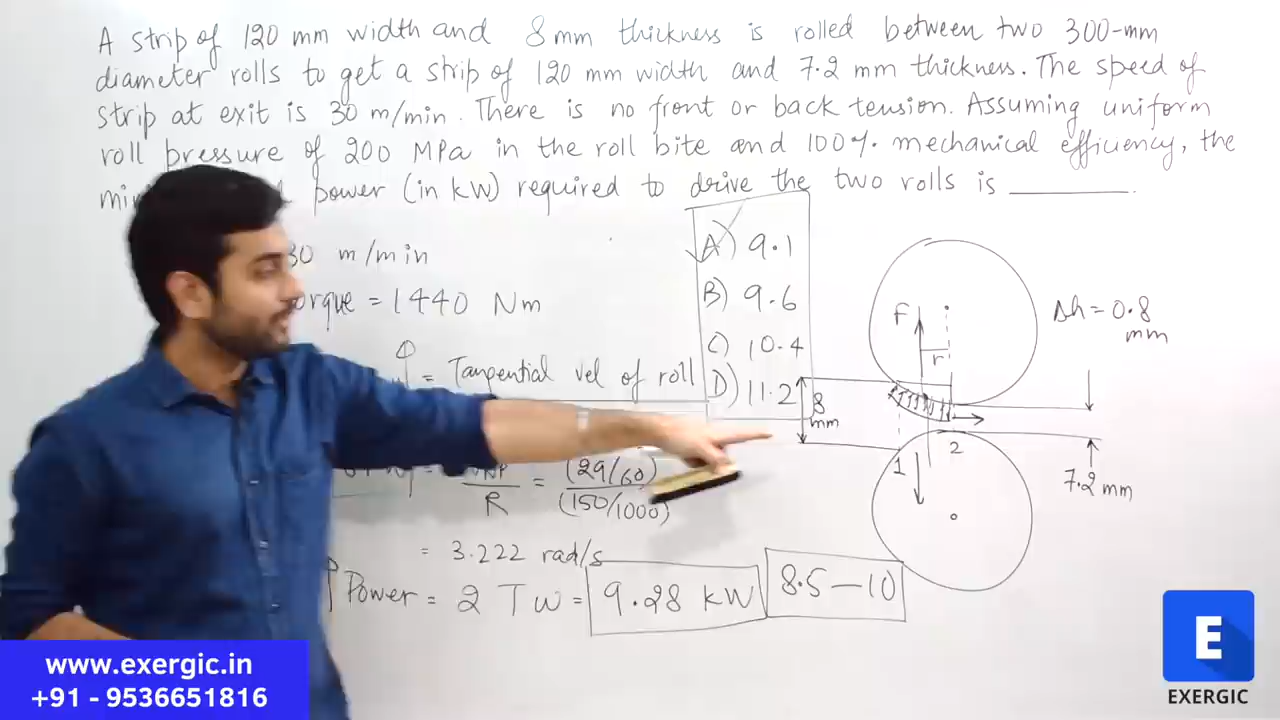 A strip of 120 mm width and 8 mm thickness is rolled between two 300-mm
diameter rolls to get a strip of 120 mm width and 7.2 mm thickness. The speed of
strip at exit is 30 m/min. There is no front or back tension. Assuming uniform
roll pressure of 200 MPa in the roll bite and 100% mechanical efficiency, the
power (in kW) required to drive the two rolls is ________.
30 m/min
= 1440 Nm
= Tangential vel of roll
R = (29/60) / (150/1000)
= 3.222 rad/s
Power = 2 T ω = 9.28 kW
8.5 — 10
A) 9.1
B) 9.6
C) 10.4
D) 11.2
F
r
Δh = 0.8
mm
8
mm
1
2
7.2 mm
www.exergic.in
+91 - 9536651816
E
EXERGIC